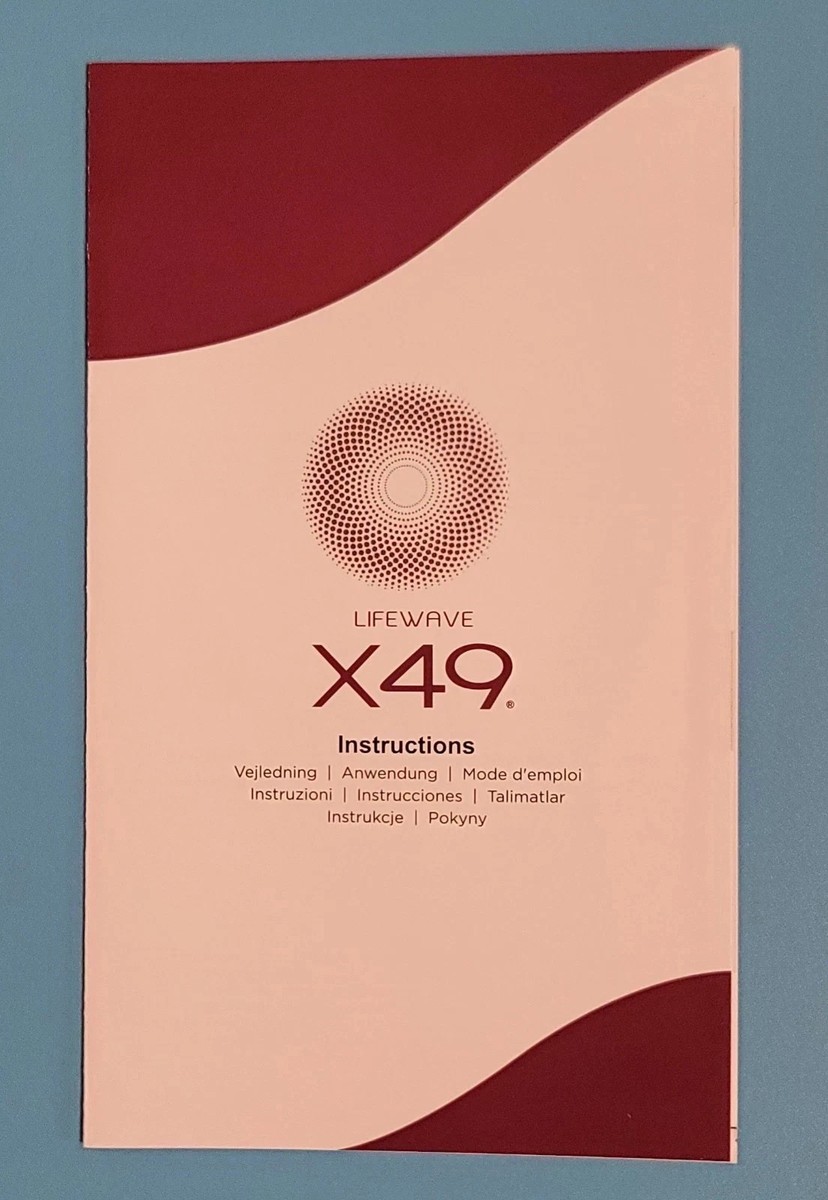 LIFEWAVE
X49®
Instructions
Vejledning | Anwendung | Mode d'emploi
Instruzioni | Instrucciones | Talimatlar
Instrukcje | Pokyny